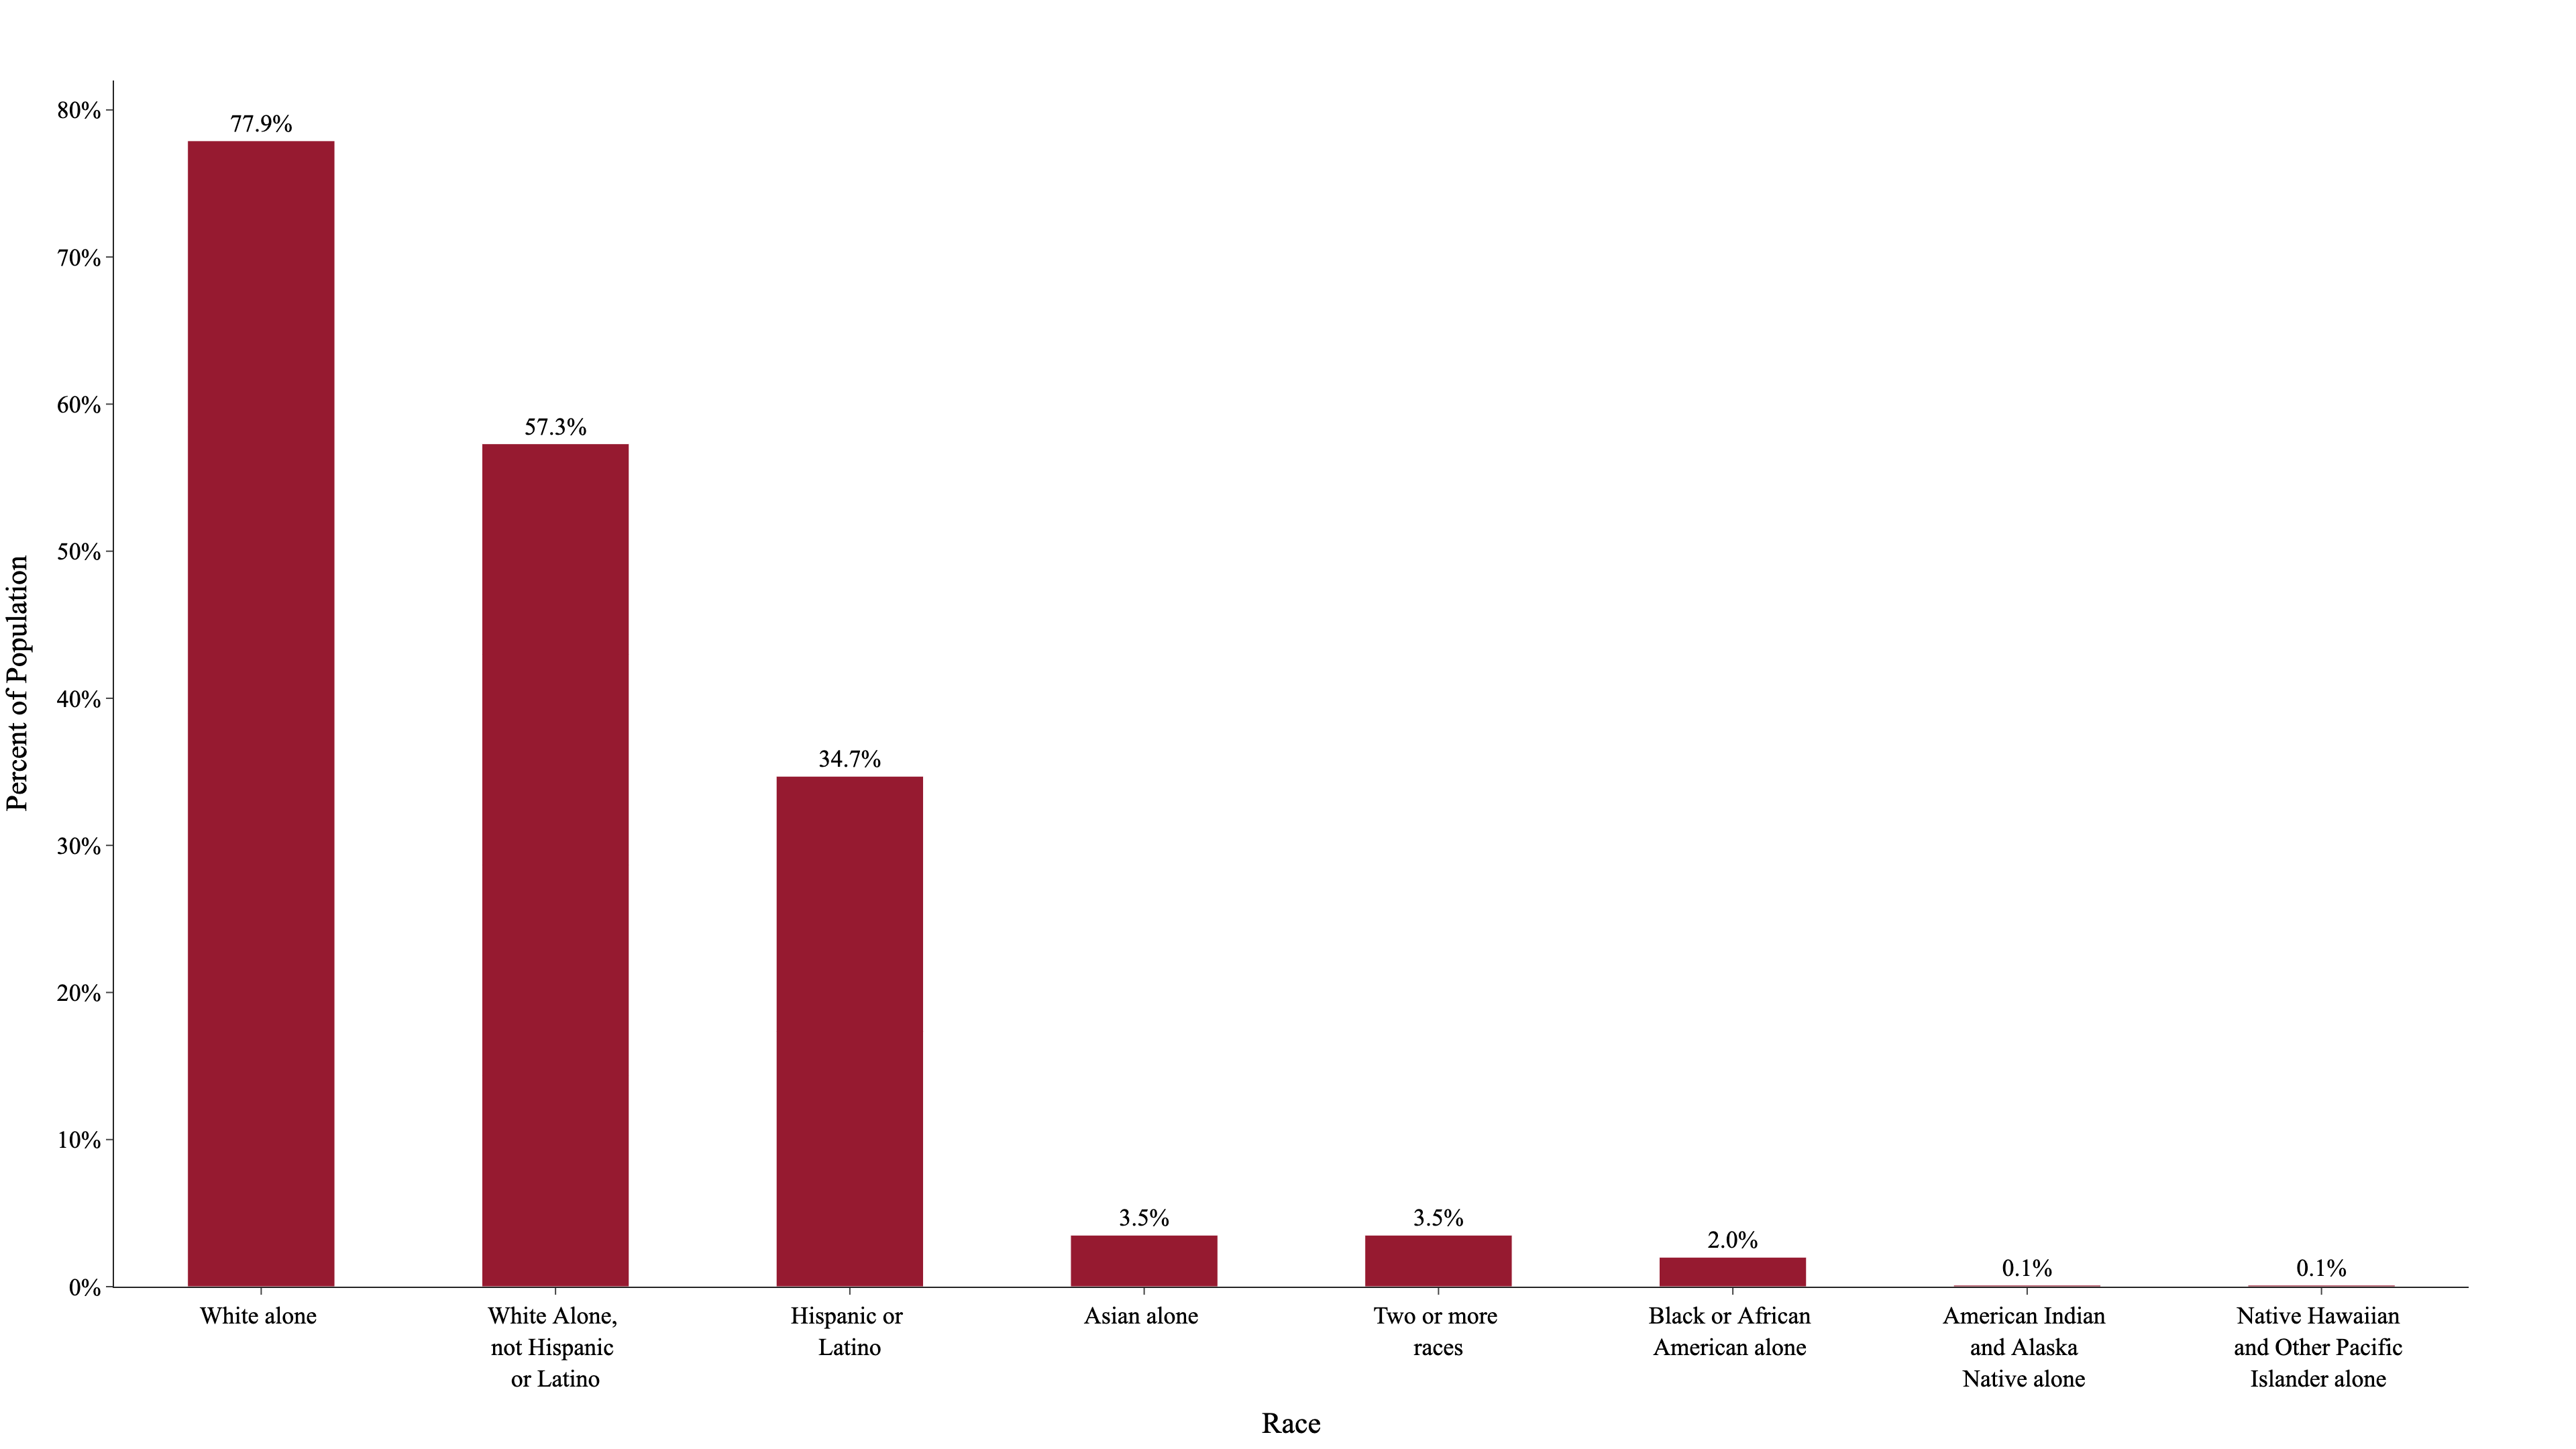 Percent of Population
80%
70%
60%
50%
40%
30%
20%
10%
0%
77.9%
57.3%
34.7%
3.5%
3.5%
2.0%
0.1%
0.1%
White alone
White Alone,
not Hispanic
or Latino
Hispanic or
Latino
Asian alone
Two or more
races
Black or African
American alone
American Indian
and Alaska
Native alone
Native Hawaiian
and Other Pacific
Islander alone
Race